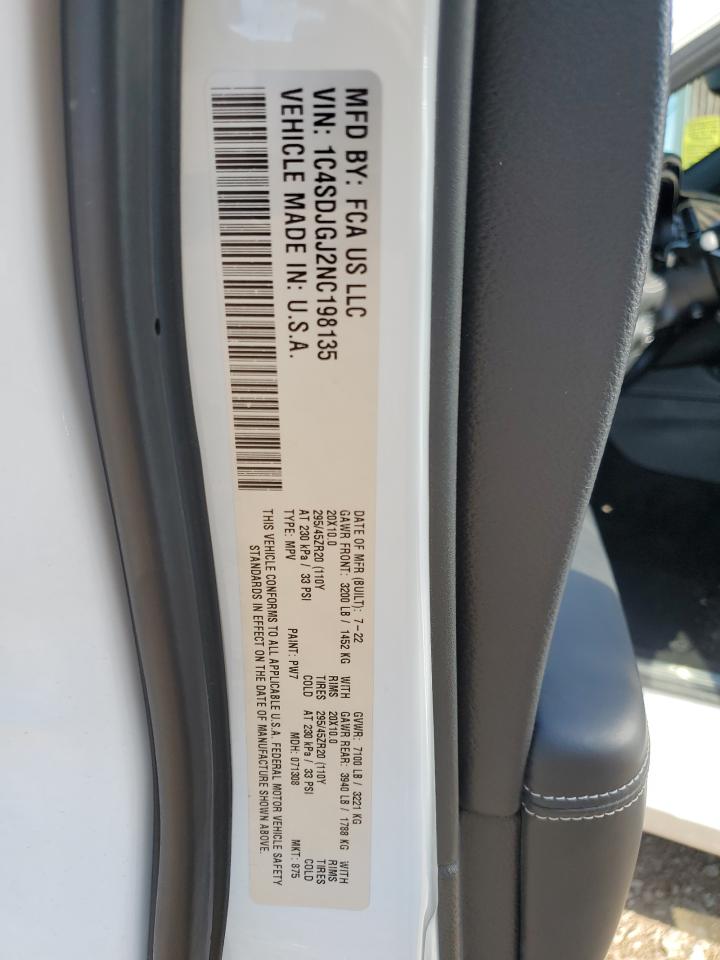 MFD BY: FCA US LLC
VIN: 1C4SDJGJ2NC198135
VEHICLE MADE IN: U.S.A.
DATE OF MFR (BUILT): 7-22 GVWR: 7100 LB / 3221 KG
GAWR FRONT: 3200 LB / 1452 KG WITH GAWR REAR: 3940 LB / 1788 KG WITH
20X10.0 RIMS 20X10.0 RIMS
295/45ZR20 (110Y TIRES 295/45ZR20 (110Y TIRES
AT 230 kPa / 33 PSI COLD AT 230 kPa / 33 PSI COLD
TYPE: MPV PAINT: PW7 MDH: 071308 MKT: 875
THIS VEHICLE CONFORMS TO ALL APPLICABLE U.S.A. FEDERAL MOTOR VEHICLE SAFETY
STANDARDS IN EFFECT ON THE DATE OF MANUFACTURE SHOWN ABOVE.